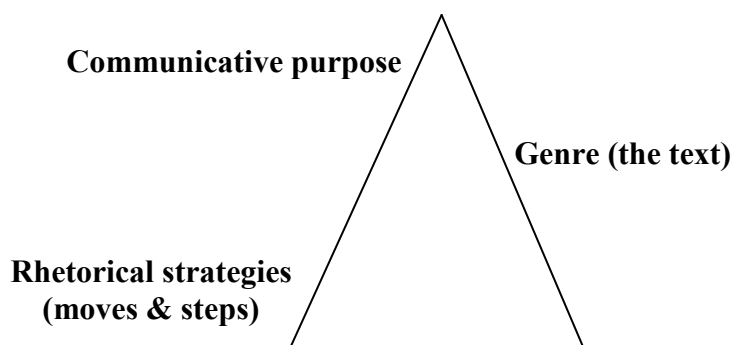 Communicative purpose
Genre (the text)
Rhetorical strategies
(moves & steps)